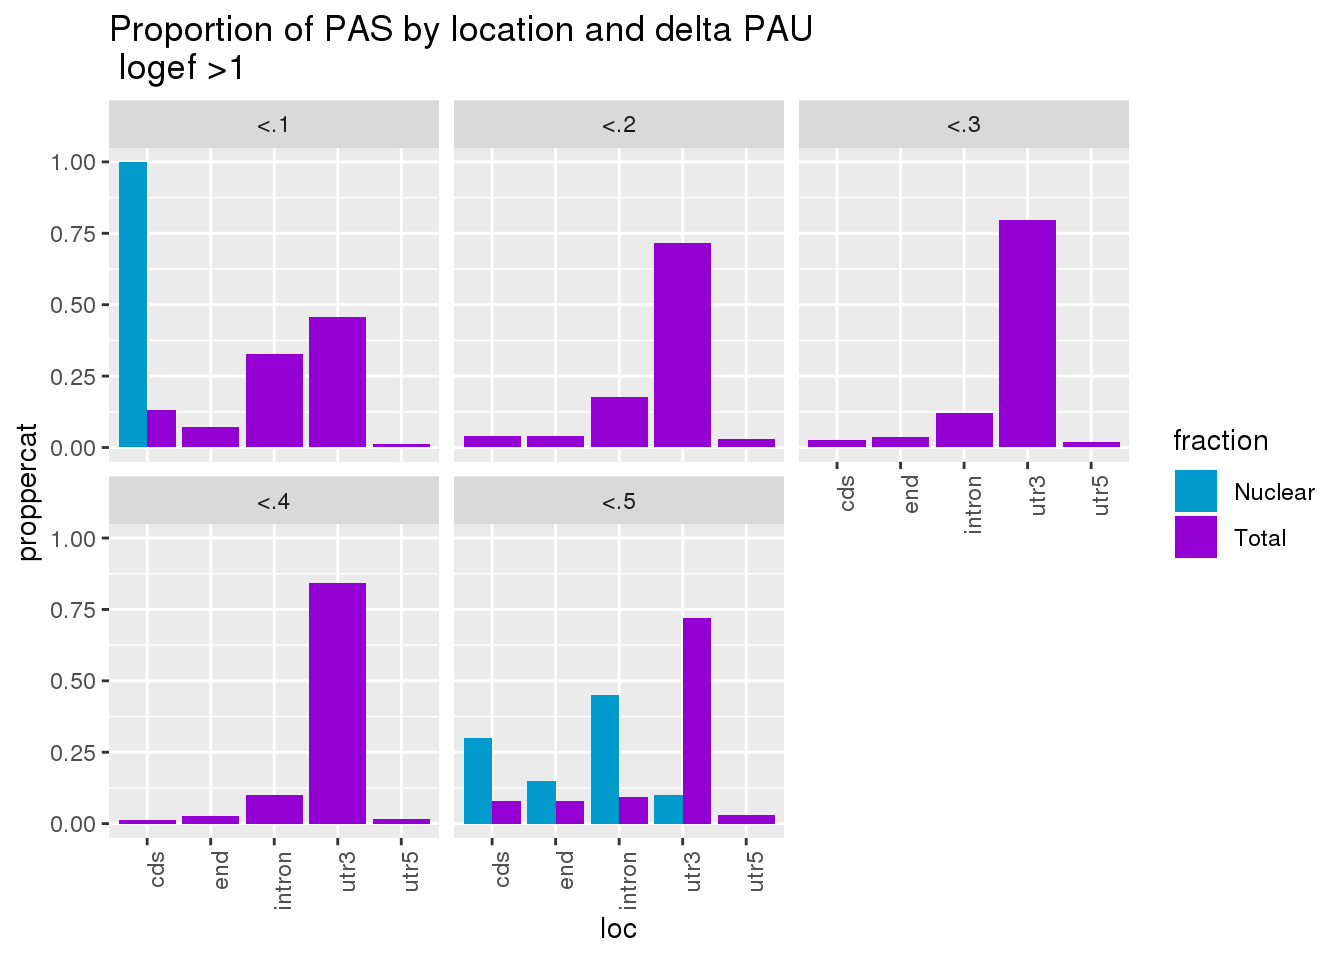 Proportion of PAS by location and delta PAU
logef >1
<.1
<.2
<.3
1.00
0.75
0.50
0.25
0.00
cds
end
intron
utr3
utr5
<.4
<.5
1.00
0.75
0.50
0.25
0.00
cds
end
intron
utr3
utr5
cds
end
intron
utr3
utr5
loc
proppercat
fraction
Nuclear
Total